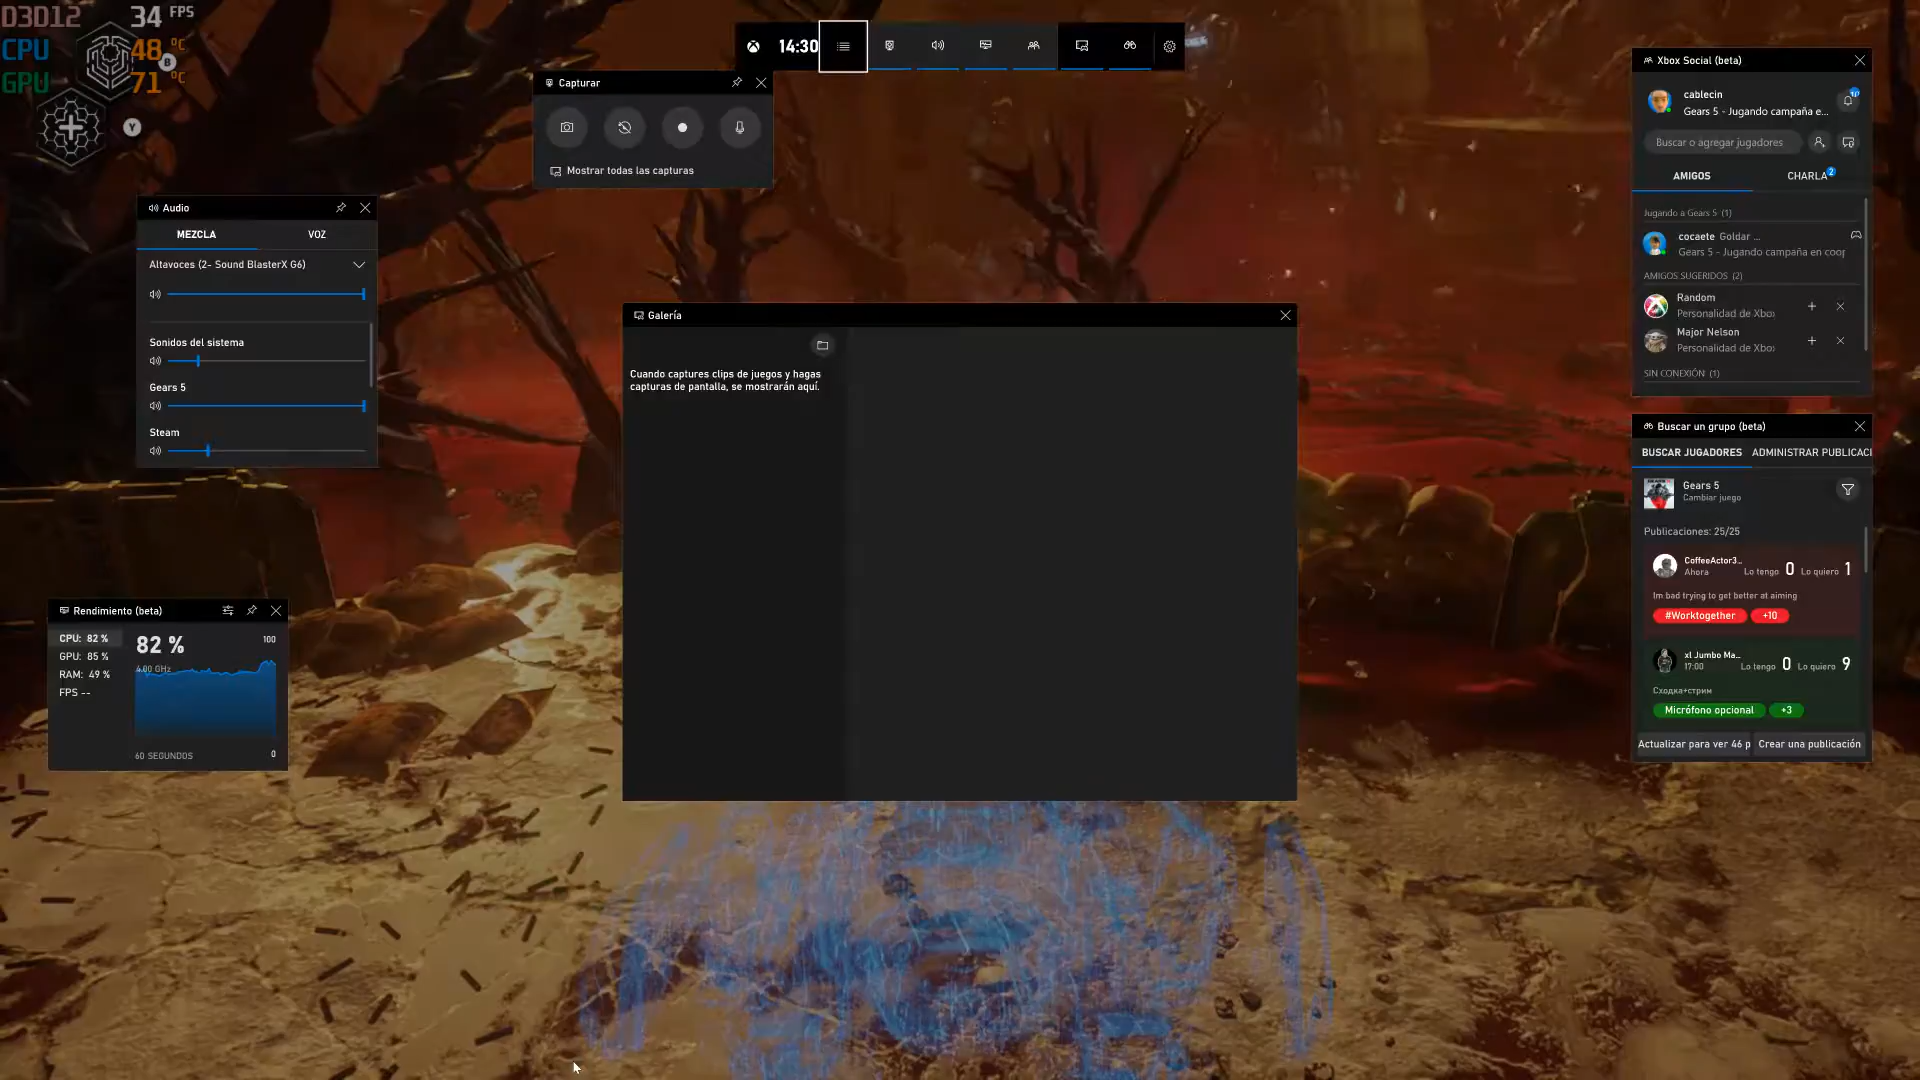 D3D12 34 FPS
CPU 48 °C
GPU 71 °C
B
Y
14:30
Capturar
Mostrar todas las capturas
Audio
MEZCLA VOZ
Altavoces (2- Sound BlasterX G6)
Sonidos del sistema
Gears 5
Steam
Galería
Cuando captures clips de juegos y hagas
capturas de pantalla, se mostrarán aquí.
Rendimiento (beta)
CPU: 82 %
GPU: 85 %
RAM: 49 %
FPS --
82 %
100
4.00 GHz
60 SEGUNDOS
0
Xbox Social (beta)
cablecin
Gears 5 - Jugando campaña e...
Buscar o agregar jugadores
AMIGOS CHARLA 2
Jugando a Gears 5 (1)
cocaete Goldar ...
Gears 5 - Jugando campaña en coop
AMIGOS SUGERIDOS (2)
Random
Personalidad de Xbo
Major Nelson
Personalidad de Xbo
SIN CONEXIÓN (1)
Buscar un grupo (beta)
BUSCAR JUGADORES ADMINISTRAR PUBLICACI
Gears 5
Cambiar juego
Publicaciones: 25/25
CoffeeActor3...
Ahora Lo tengo 0 Lo quiero 1
Im bad trying to get better at aiming
#Worktogether +10
xl Jumbo Ma...
17:00 Lo tengo 0 Lo quiero 9
Сходка+стрим
Micrófono opcional +3
Actualizar para ver 46 p Crear una publicación